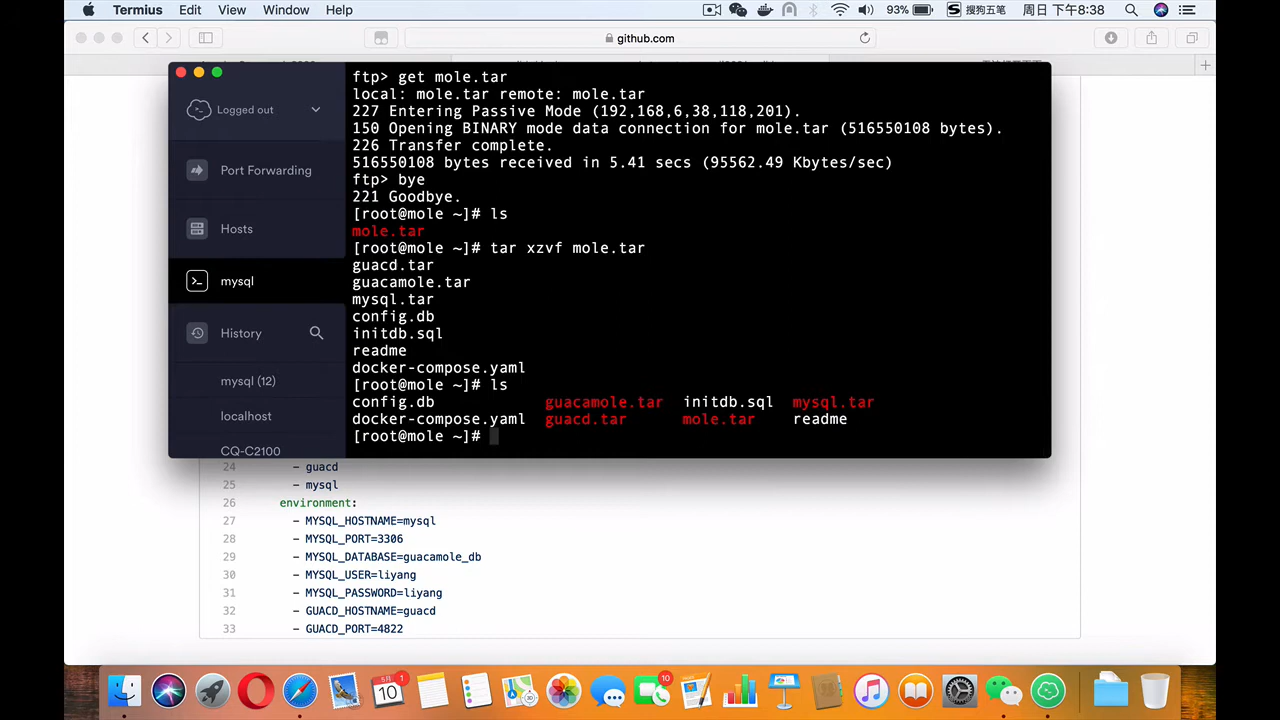 Termius Edit View Window Help 93% 搜狗五笔 周日 下午8:38
github.com
ftp> get mole.tar
local: mole.tar remote: mole.tar
227 Entering Passive Mode (192,168,6,38,118,201).
150 Opening BINARY mode data connection for mole.tar (516550108 bytes).
226 Transfer complete.
516550108 bytes received in 5.41 secs (95562.49 Kbytes/sec)
ftp> bye
221 Goodbye.
[root@mole ~]# ls
mole.tar
[root@mole ~]# tar xzvf mole.tar
guacd.tar
guacamole.tar
mysql.tar
config.db
initdb.sql
readme
docker-compose.yaml
[root@mole ~]# ls
config.db guacamole.tar initdb.sql mysql.tar
docker-compose.yaml guacd.tar mole.tar readme
[root@mole ~]#
Logged out
Port Forwarding
Hosts
mysql
History
mysql (12)
localhost
CQ-C2100
24 - guacd
25 - mysql
26 environment:
27 - MYSQL_HOSTNAME=mysql
28 - MYSQL_PORT=3306
29 - MYSQL_DATABASE=guacamole_db
30 - MYSQL_USER=liyang
31 - MYSQL_PASSWORD=liyang
32 - GUACD_HOSTNAME=guacd
33 - GUACD_PORT=4822
5月
10
1
10